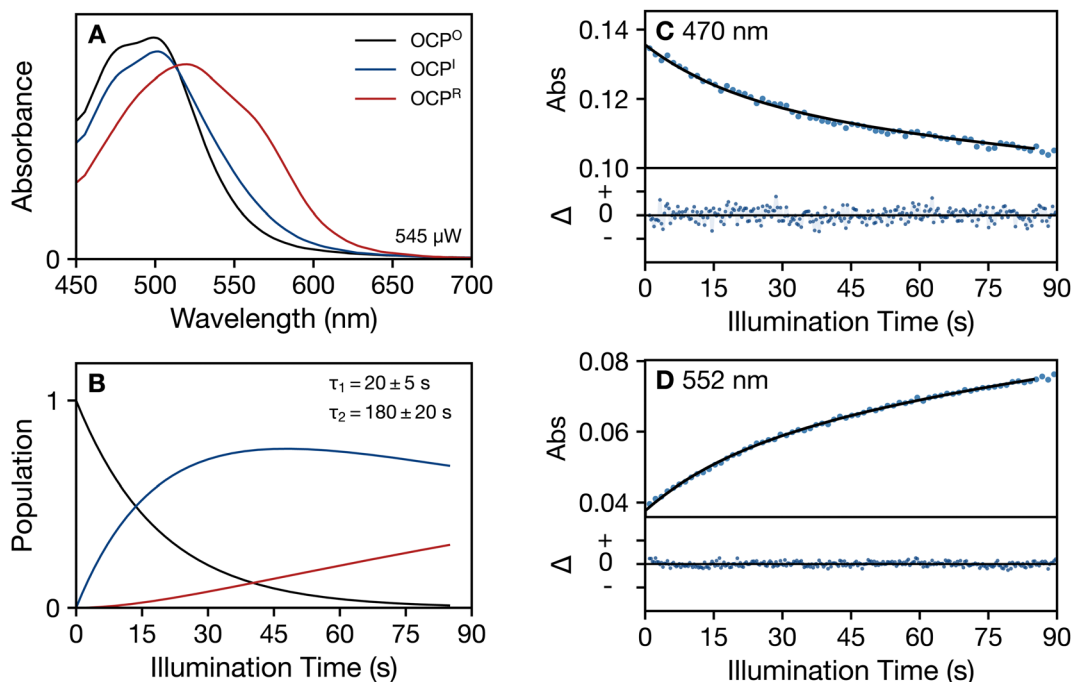 A
OCPᴼ
OCPᴵ
OCPᴿ
545 µW
Absorbance
0
450 500 550 600 650 700
Wavelength (nm)
B
τ₁ = 20 ± 5 s
τ₂ = 180 ± 20 s
Population
1
0
0 15 30 45 60 75 90
Illumination Time (s)
C 470 nm
Abs
0.14
0.12
0.10
Δ
+
0
-
0 15 30 45 60 75 90
Illumination Time (s)
D 552 nm
Abs
0.08
0.06
0.04
Δ
+
0
-
0 15 30 45 60 75 90
Illumination Time (s)